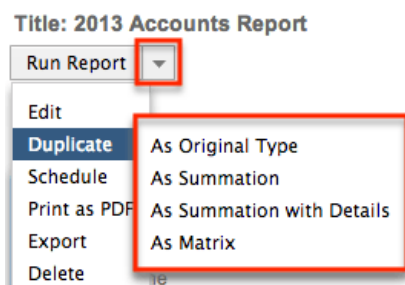 Title: 2013 Accounts Report
Run Report
Edit
Duplicate
Schedule
Print as PDF
Export
Delete
As Original Type
As Summation
As Summation with Details
As Matrix